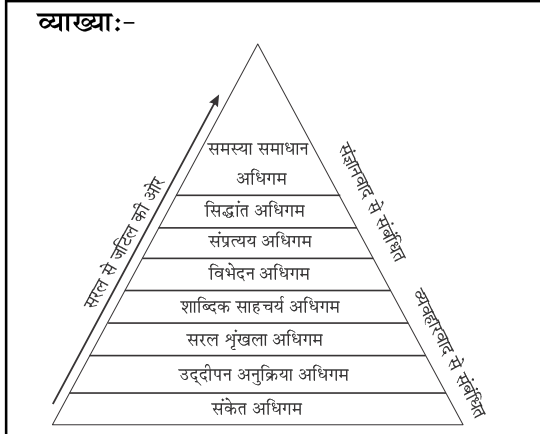 व्याख्याः-
समस्या समाधान
अधिगम
सिद्धांत अधिगम
संप्रत्यय अधिगम
विभेदन अधिगम
शाब्दिक साहचर्य अधिगम
सरल शृंखला अधिगम
उद्दीपन अनुक्रिया अधिगम
संकेत अधिगम
सरल से जटिल की ओर
संज्ञानवाद से संबंधित
व्यवहारवाद से संबंधित